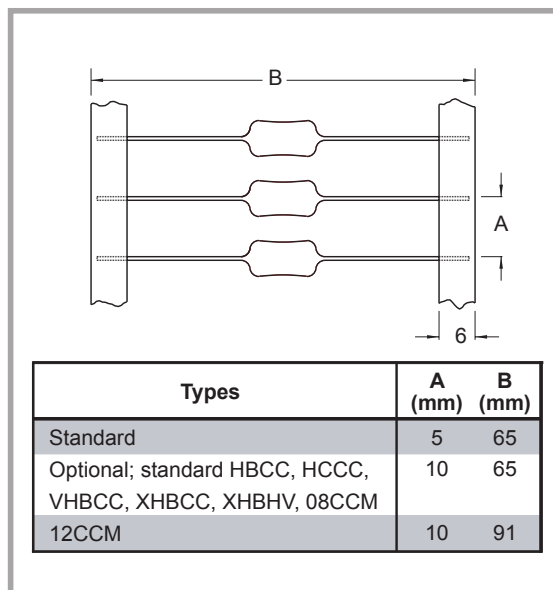 B
A
6
Types A B
(mm) (mm)
Standard 5 65
Optional; standard HBCC, HCCC, 10 65
VHBCC, XHBCC, XHBHV, 08CCM
12CCM 10 91